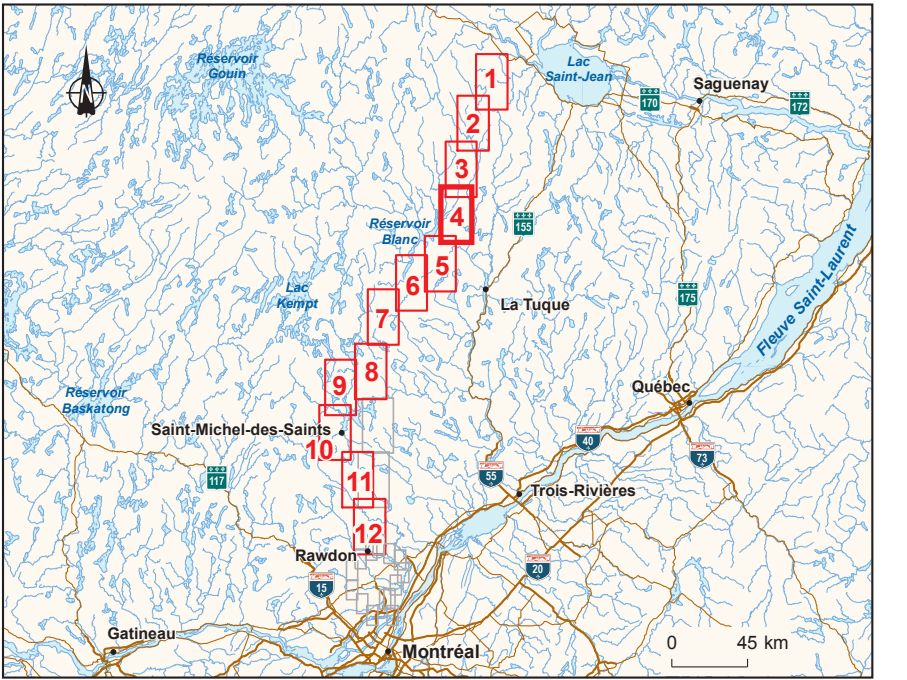 Réservoir
Gouin
Lac
Saint-Jean
Saguenay
1
170
172
2
3
4
Réservoir
Blanc
155
Fleuve Saint-Laurent
5
6
Lac
Kempt
La Tuque
175
7
8
9
Réservoir
Baskatong
Québec
Saint-Michel-des-Saints
10
40
73
117
11
55
Trois-Rivières
12
Rawdon
15
20
Gatineau
Montréal
0 45 km